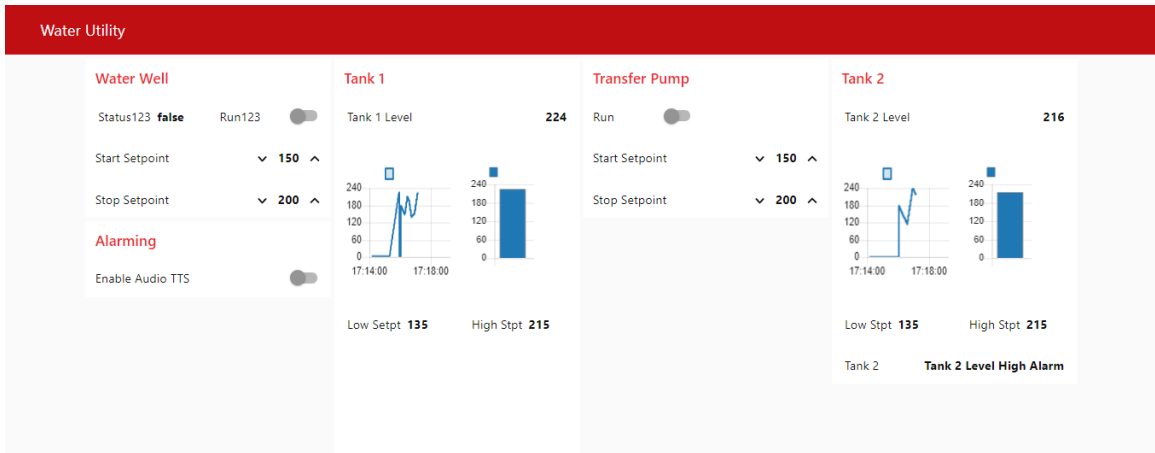 Water Utility
Water Well
Status123 false Run123
Start Setpoint 150
Stop Setpoint 200
Alarming
Enable Audio TTS
Tank 1
Tank 1 Level 224
240
180
120
60
0
17:14:00 17:18:00
240
180
120
60
0
Low Setpt 135 High Stpt 215
Transfer Pump
Run
Start Setpoint 150
Stop Setpoint 200
Tank 2
Tank 2 Level 216
240
180
120
60
0
17:14:00 17:18:00
240
180
120
60
0
Low Stpt 135 High Stpt 215
Tank 2 Tank 2 Level High Alarm